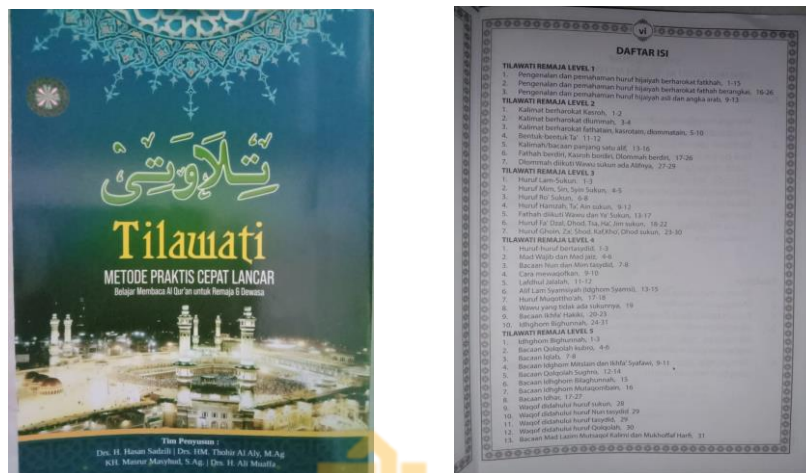 تِلَاوَتِى
Tilawati
METODE PRAKTIS CEPAT LANCAR
Belajar Membaca Al Qur'an untuk Remaja & Dewasa
Tim Penyusun :
Drs. H. Hasan Sadzili | Drs. HM. Thohir Al Aly, M.Ag
KH. Masrur Masyhud, S.Ag. | Drs. H. Ali Muaffa
vi
DAFTAR ISI
TILAWATI REMAJA LEVEL 1
1. Pengenalan dan pemahaman huruf hijaiyah berharokat fatkhah, 1-15
2. Pengenalan dan pemahaman huruf hijaiyah berharokat fathah berangkai, 16-26
3. Pengenalan dan pemahaman huruf hijaiyah asli dan angka arab, 9-13
TILAWATI REMAJA LEVEL 2
1. Kalimat berharokat Kasroh, 1-2
2. Kalimat berharokat dlummah, 3-4
3. Kalimat berharokat fathatain, kasrotain, dlommatain, 5-10
4. Bentuk-bentuk Ta' 11-12
5. Kalimah/bacaan panjang satu alif, 13-16
6. Fathah berdiri, Kasroh berdiri, Dlommah berdiri, 17-26
7. Dlommah diikuti Wawu sukun ada Alifnya, 27-29
TILAWATI REMAJA LEVEL 3
1. Huruf Lam-Sukun, 1-3
2. Huruf Mim, Sin, Syin Sukun, 4-5
3. Huruf Ro' Sukun, 6-8
4. Huruf Hamzah, Ta', Ain sukun, 9-12
5. Fathah diikuti Wawu dan Ya' Sukun, 13-17
6. Huruf Fa', Daal, Dhod, Tsa, Ha', Jim sukun, 18-22
7. Huruf Ghoin, Za', Shod, Kaf, Kho', Dhod sukun, 23-30
TILAWATI REMAJA LEVEL 4
1. Huruf-huruf bertasydid, 1-3
2. Mad Wajib dan Mad Jaiz, 4-6
3. Bacaan Nun dan Mim tasydid, 7-8
4. Cara mewaqofkan, 9-10
5. Lafdhul Jalalah, 11-12
6. Alif Lam Syamsiyah (Idghom Syamsi), 13-15
7. Huruf Muqottho'ah, 17-18
8. Wawu yang tidak ada sukunnya, 19
9. Bacaan Ikhfa' Hakiki, 20-23
10. Idhghom Bighunnah, 24-31
TILAWATI REMAJA LEVEL 5
1. Idhghom Bighunnah, 1-3
2. Bacaan Qolqolah kubra, 4-6
3. Bacaan Iqlab, 7-8
4. Bacaan Idghom Mitslain dan Ikhfa' Syafawi, 9-11
5. Bacaan Qolqolah Sughro, 12-14
6. Bacaan Idhghom Bilaghunnah, 15
7. Bacaan Idhghom Mutaqorribain, 16
8. Bacaan Idhar, 17-27
9. Waqof didahului huruf sukun, 28
10. Waqof didahului huruf Nun tasydid 29
11. Waqof didahului huruf tasydid, 29
12. Waqof didahului huruf Qolqolah, 30
13. Bacaan Mad Lazim Mutsaqol Kalimi dan Mukhoffaf Harfi, 31